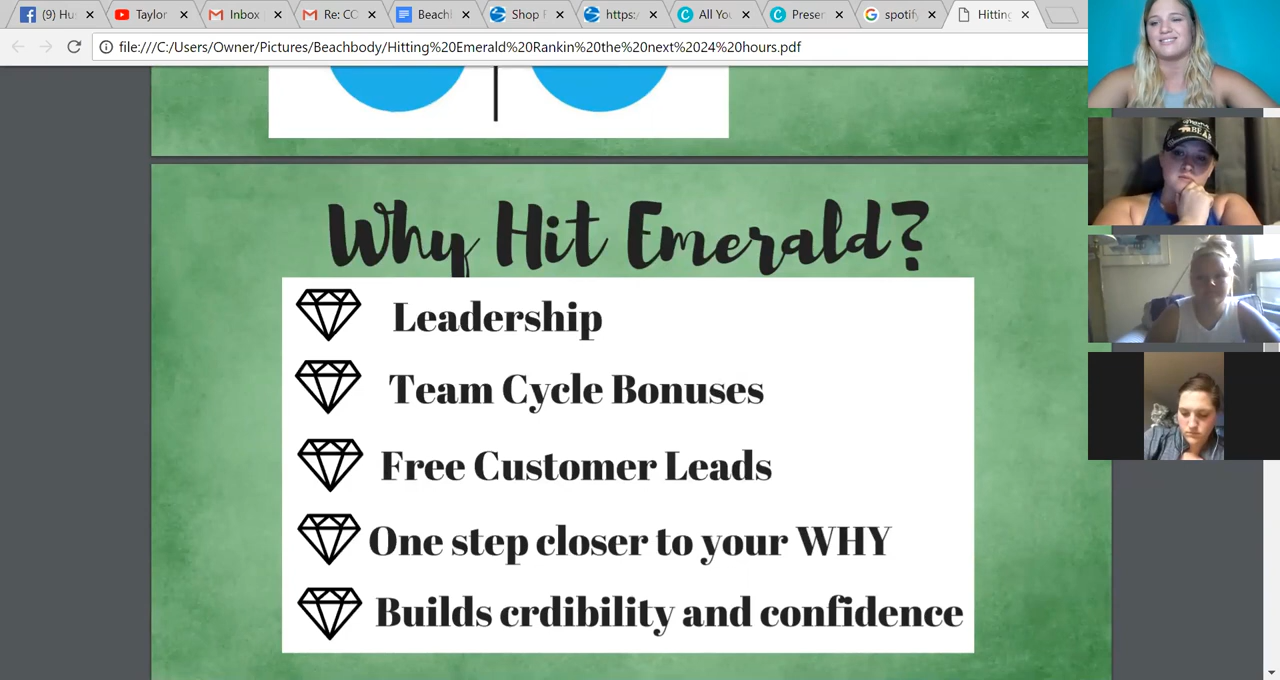 (9) Hu
Taylor
Inbox
Re: CC
Beachl
Shop F
https:/
All You
Presen
spotify
Hitting
file:///C:/Users/Owner/Pictures/Beachbody/Hitting%20Emerald%20Rankin%20the%20next%2024%20hours.pdf
Why Hit Emerald?
Leadership
Team Cycle Bonuses
Free Customer Leads
One step closer to your WHY
Builds crdibility and confidence